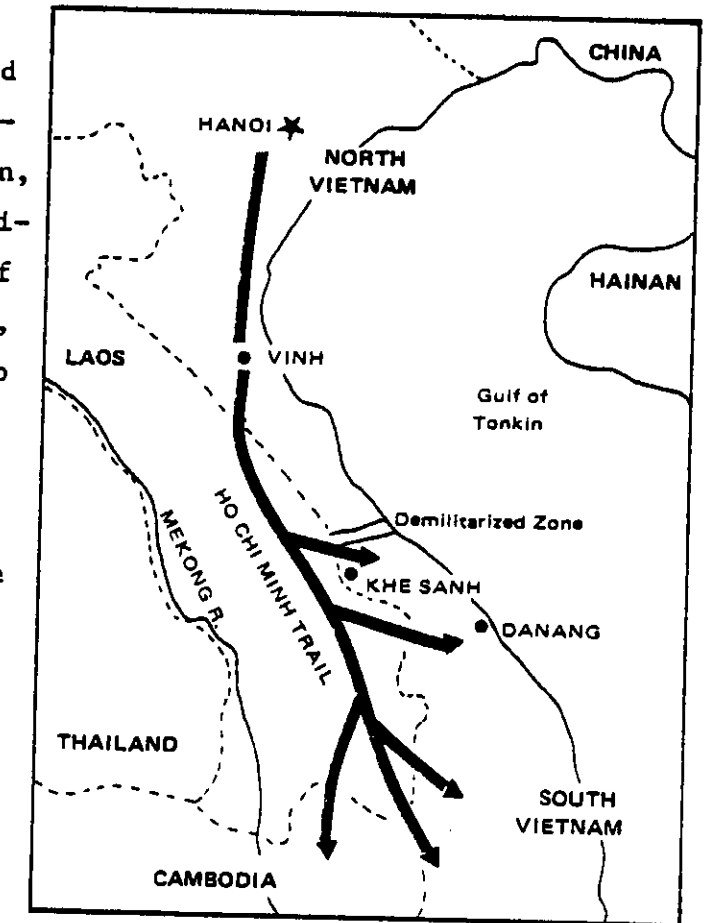 d
-
n,
d-
f
,
o
e
CHINA
HANOI
NORTH
VIETNAM
HAINAN
LAOS
VINH
Gulf of
Tonkin
Demilitarized Zone
MEKONG R.
HO CHI MINH TRAIL
KHE SANH
DANANG
THAILAND
SOUTH
VIETNAM
CAMBODIA